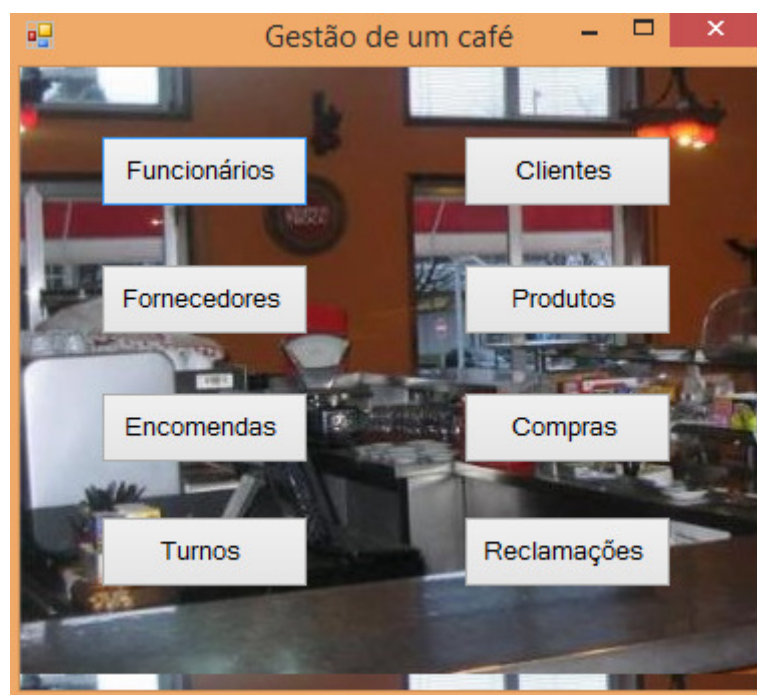 Gestão de um café
Funcionários
Clientes
Fornecedores
Produtos
Encomendas
Compras
Turnos
Reclamações